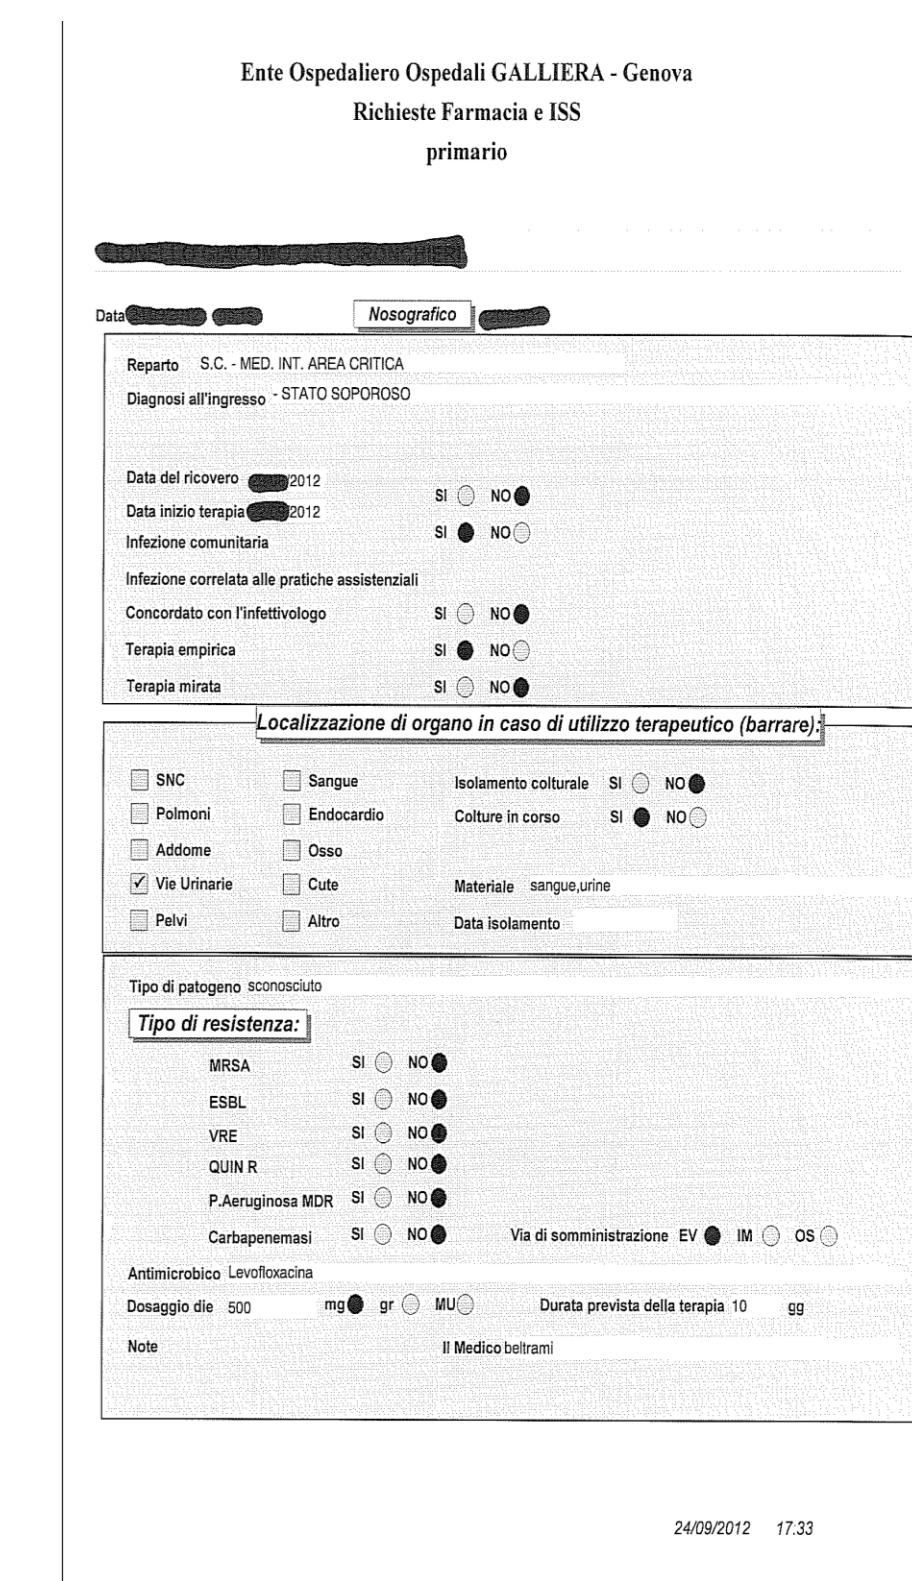 Ente Ospedaliero Ospedali GALLIERA - Genova
Richieste Farmacia e ISS
primario
Data
Nosografico
Reparto S.C. - MED. INT. AREA CRITICA
Diagnosi all'ingresso - STATO SOPOROSO
Data del ricovero /2012
SI NO
Data inizio terapia /2012
SI NO
Infezione comunitaria
Infezione correlata alle pratiche assistenziali
Concordato con l'infettivologo SI NO
Terapia empirica SI NO
Terapia mirata SI NO
Localizzazione di organo in caso di utilizzo terapeutico (barrare):
SNC Sangue Isolamento colturale SI NO
Polmoni Endocardio Colture in corso SI NO
Addome Osso
Vie Urinarie Cute Materiale sangue,urine
Pelvi Altro Data isolamento
Tipo di patogeno sconosciuto
Tipo di resistenza:
MRSA SI NO
ESBL SI NO
VRE SI NO
QUIN R SI NO
P.Aeruginosa MDR SI NO
Carbapenemasi SI NO Via di somministrazione EV IM OS
Antimicrobico Levofloxacina
Dosaggio die 500 mg gr MU Durata prevista della terapia 10 gg
Note Il Medico beltrami
24/09/2012 17:33